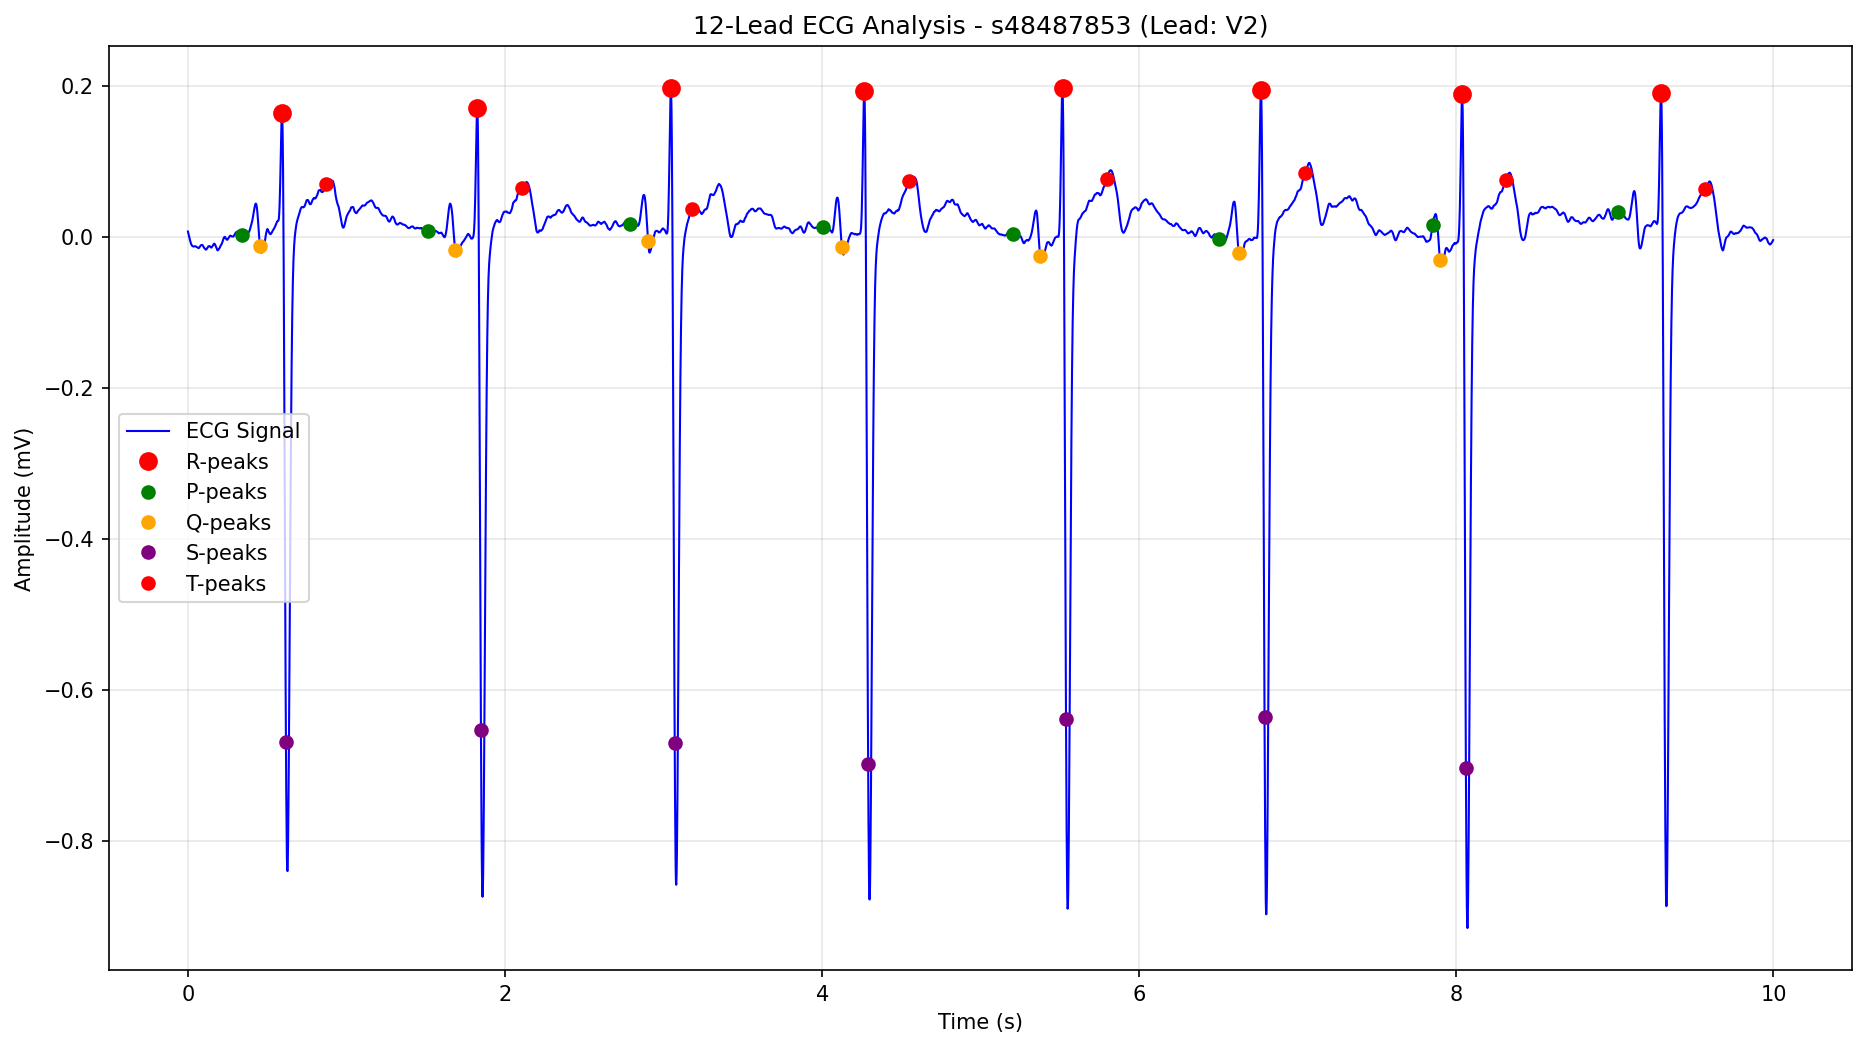 12-Lead ECG Analysis - s48487853 (Lead: V2)
0.2
0.0
−0.2
−0.4
−0.6
−0.8
Amplitude (mV)
ECG Signal
R-peaks
P-peaks
Q-peaks
S-peaks
T-peaks
0 2 4 6 8 10
Time (s)